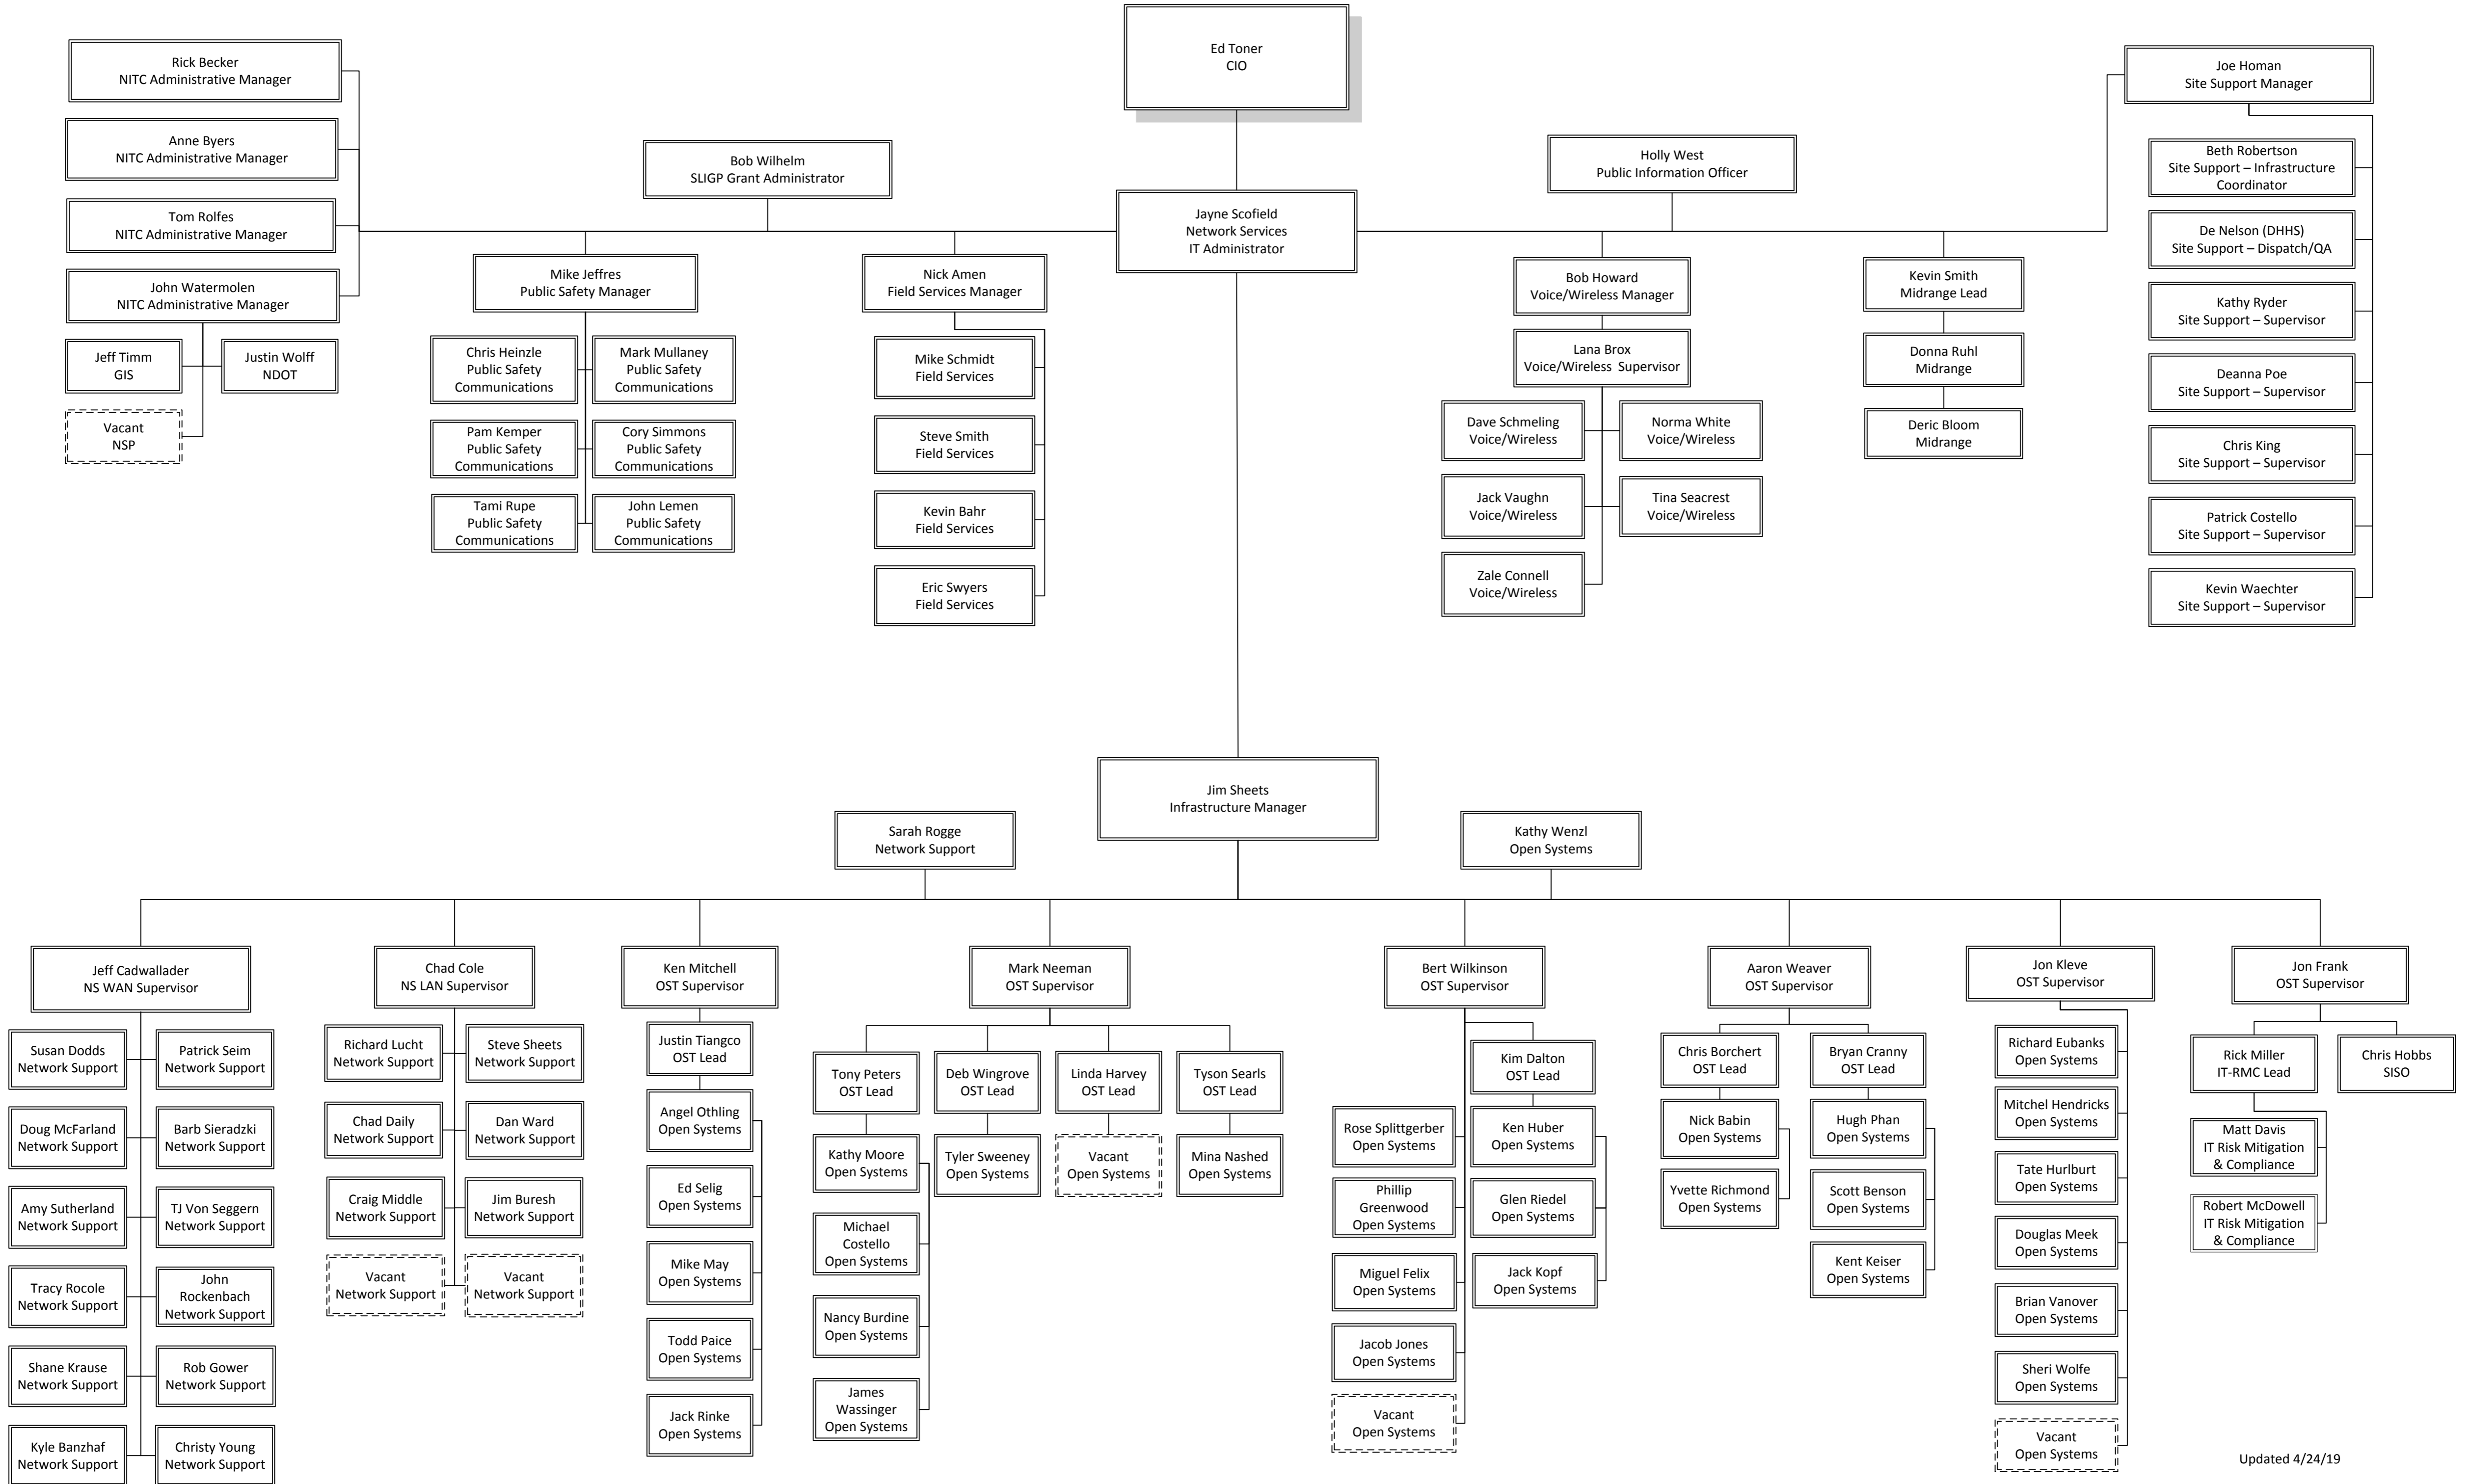 Ed Toner
CIO
Rick Becker
NITC Administrative Manager
Anne Byers
NITC Administrative Manager
Tom Rolfes
NITC Administrative Manager
John Watermolen
NITC Administrative Manager
Jeff Timm
GIS
Justin Wolff
NDOT
Vacant
NSP
Bob Wilhelm
SLIGP Grant Administrator
Jayne Scofield
Network Services
IT Administrator
Holly West
Public Information Officer
Mike Jeffres
Public Safety Manager
Chris Heinzle
Public Safety
Communications
Mark Mullaney
Public Safety
Communications
Pam Kemper
Public Safety
Communications
Cory Simmons
Public Safety
Communications
Tami Rupe
Public Safety
Communications
John Lemen
Public Safety
Communications
Nick Amen
Field Services Manager
Mike Schmidt
Field Services
Steve Smith
Field Services
Kevin Bahr
Field Services
Eric Swyers
Field Services
Bob Howard
Voice/Wireless Manager
Lana Brox
Voice/Wireless Supervisor
Dave Schmeling
Voice/Wireless
Norma White
Voice/Wireless
Jack Vaughn
Voice/Wireless
Tina Seacrest
Voice/Wireless
Zale Connell
Voice/Wireless
Kevin Smith
Midrange Lead
Donna Ruhl
Midrange
Deric Bloom
Midrange
Joe Homan
Site Support Manager
Beth Robertson
Site Support – Infrastructure
Coordinator
De Nelson (DHHS)
Site Support – Dispatch/QA
Kathy Ryder
Site Support – Supervisor
Deanna Poe
Site Support – Supervisor
Chris King
Site Support – Supervisor
Patrick Costello
Site Support – Supervisor
Kevin Waechter
Site Support – Supervisor
Jim Sheets
Infrastructure Manager
Sarah Rogge
Network Support
Kathy Wenzl
Open Systems
Jeff Cadwallader
NS WAN Supervisor
Susan Dodds
Network Support
Patrick Seim
Network Support
Doug McFarland
Network Support
Barb Sieradzki
Network Support
Amy Sutherland
Network Support
TJ Von Seggern
Network Support
Tracy Rocole
Network Support
John
Rockenbach
Network Support
Shane Krause
Network Support
Rob Gower
Network Support
Kyle Banzhaf
Network Support
Christy Young
Network Support
Chad Cole
NS LAN Supervisor
Richard Lucht
Network Support
Steve Sheets
Network Support
Chad Daily
Network Support
Dan Ward
Network Support
Craig Middle
Network Support
Jim Buresh
Network Support
Vacant
Network Support
Vacant
Network Support
Ken Mitchell
OST Supervisor
Justin Tiangco
OST Lead
Angel Othling
Open Systems
Ed Selig
Open Systems
Mike May
Open Systems
Todd Paice
Open Systems
Jack Rinke
Open Systems
Mark Neeman
OST Supervisor
Tony Peters
OST Lead
Deb Wingrove
OST Lead
Linda Harvey
OST Lead
Tyson Searls
OST Lead
Kathy Moore
Open Systems
Tyler Sweeney
Open Systems
Vacant
Open Systems
Mina Nashed
Open Systems
Michael
Costello
Open Systems
Nancy Burdine
Open Systems
James
Wassinger
Open Systems
Bert Wilkinson
OST Supervisor
Kim Dalton
OST Lead
Rose Splittgerber
Open Systems
Ken Huber
Open Systems
Phillip
Greenwood
Open Systems
Glen Riedel
Open Systems
Miguel Felix
Open Systems
Jack Kopf
Open Systems
Jacob Jones
Open Systems
Vacant
Open Systems
Aaron Weaver
OST Supervisor
Chris Borchert
OST Lead
Bryan Cranny
OST Lead
Nick Babin
Open Systems
Hugh Phan
Open Systems
Yvette Richmond
Open Systems
Scott Benson
Open Systems
Kent Keiser
Open Systems
Jon Kleve
OST Supervisor
Richard Eubanks
Open Systems
Mitchel Hendricks
Open Systems
Tate Hurlburt
Open Systems
Douglas Meek
Open Systems
Brian Vanover
Open Systems
Sheri Wolfe
Open Systems
Vacant
Open Systems
Jon Frank
OST Supervisor
Rick Miller
IT-RMC Lead
Chris Hobbs
SISO
Matt Davis
IT Risk Mitigation
& Compliance
Robert McDowell
IT Risk Mitigation
& Compliance
Updated 4/24/19